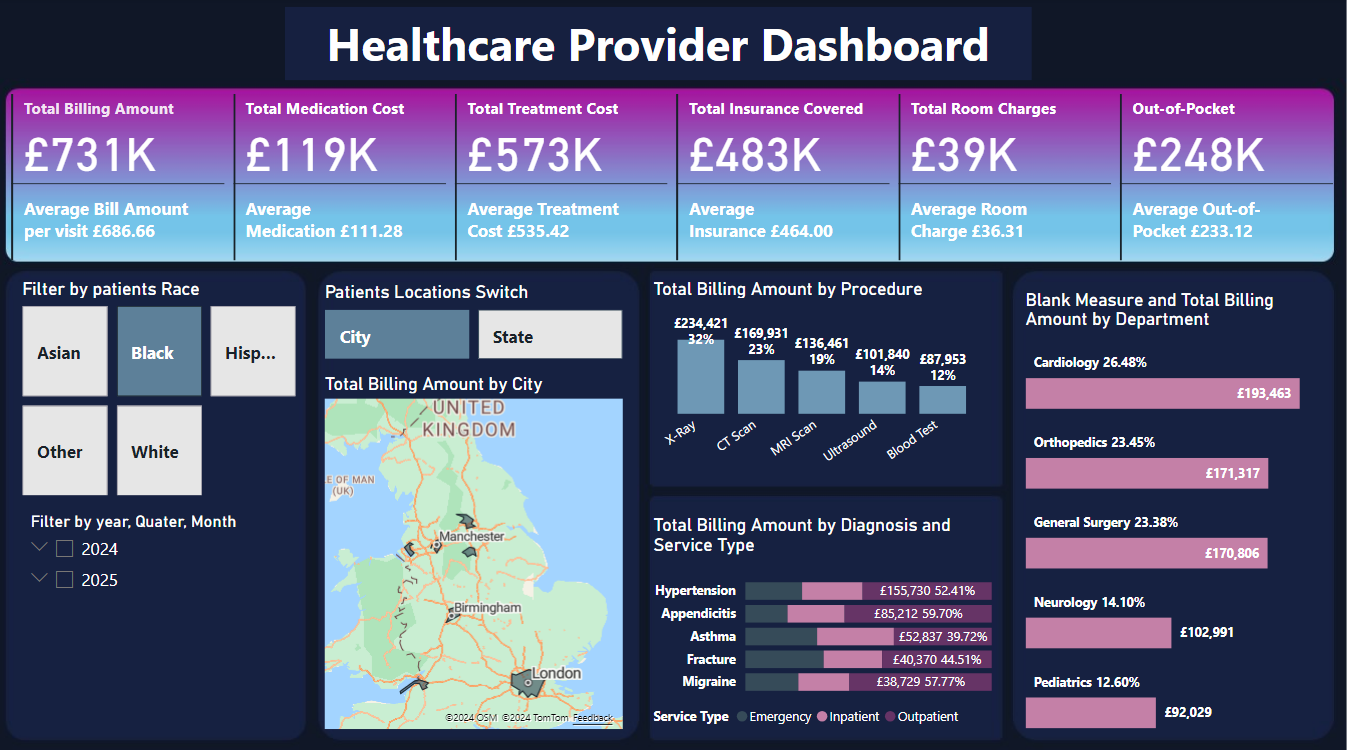 Healthcare Provider Dashboard
Total Billing Amount
£731K
Average Bill Amount
per visit £686.66
Total Medication Cost
£119K
Average
Medication £111.28
Total Treatment Cost
£573K
Average Treatment
Cost £535.42
Total Insurance Covered
£483K
Average
Insurance £464.00
Total Room Charges
£39K
Average Room
Charge £36.31
Out-of-Pocket
£248K
Average Out-of-
Pocket £233.12
Filter by patients Race
Asian
Black
Hisp...
Other
White
Filter by year, Quater, Month
2024
2025
Patients Locations Switch
City
State
Total Billing Amount by City
UNITED
KINGDOM
E OF MAN
(UK)
Manchester
Birmingham
London
©2024 OSM ©2024 TomTom Feedback
Total Billing Amount by Procedure
£234,421
32%
£169,931
23%
£136,461
19%
£101,840
14%
£87,953
12%
X-Ray
CT Scan
MRI Scan
Ultrasound
Blood Test
Total Billing Amount by Diagnosis and
Service Type
Hypertension £155,730 52.41%
Appendicitis £85,212 59.70%
Asthma £52,837 39.72%
Fracture £40,370 44.51%
Migraine £38,729 57.77%
Service Type Emergency Inpatient Outpatient
Blank Measure and Total Billing
Amount by Department
Cardiology 26.48%
£193,463
Orthopedics 23.45%
£171,317
General Surgery 23.38%
£170,806
Neurology 14.10%
£102,991
Pediatrics 12.60%
£92,029